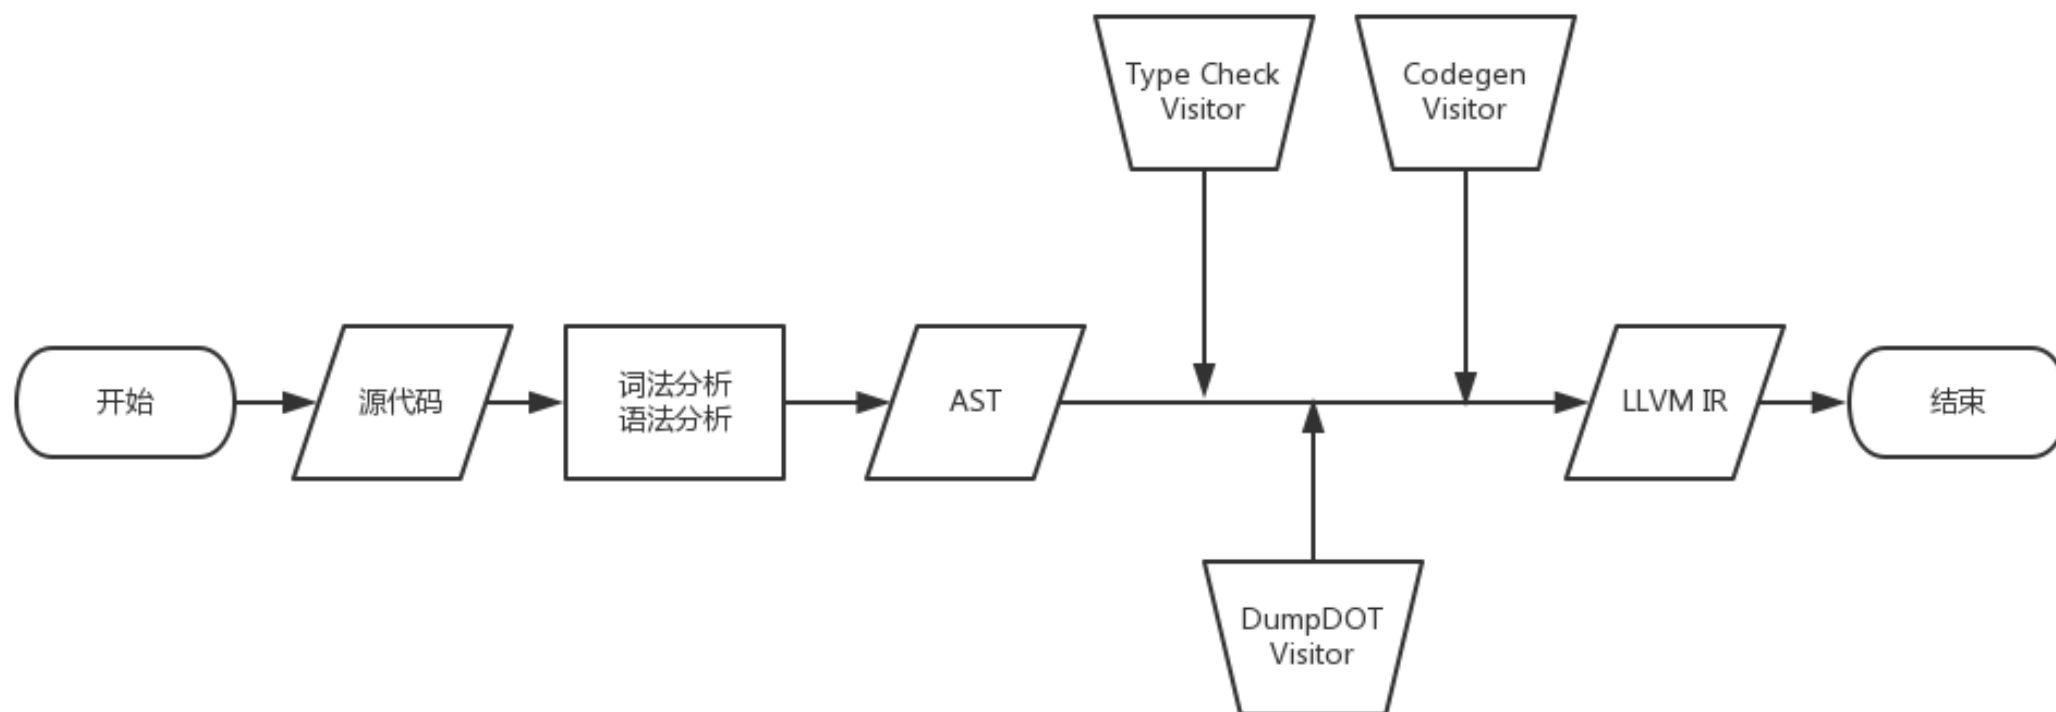 Type Check
Visitor
Codegen
Visitor
开始
源代码
词法分析
语法分析
AST
LLVM IR
结束
DumpDOT
Visitor